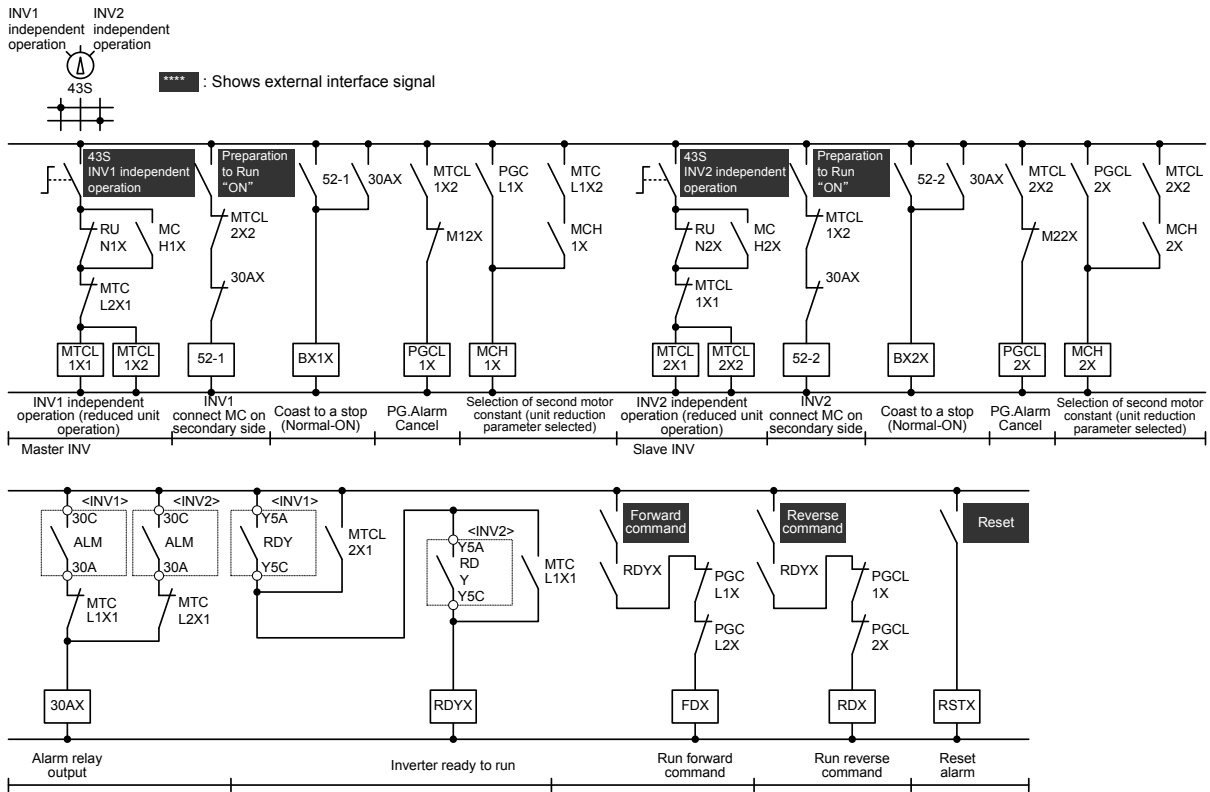 INV1
independent
operation
INV2
independent
operation
43S
**** : Shows external interface signal
43S
INV1 independent
operation
Preparation
to Run
“ON”
52-1
30AX
MTCL
1X2
PGC
L1X
MTC
L1X2
43S
INV2 independent
operation
Preparation
to Run
“ON”
52-2
30AX
MTCL
2X2
PGCL
2X
MTCL
2X2
RU
N1X
MC
H1X
MTCL
2X2
M12X
MCH
1X
RU
N2X
MC
H2X
MTCL
1X2
M22X
MCH
2X
MTC
L2X1
30AX
MTCL
1X1
30AX
MTCL
1X1
MTCL
1X2
52-1
BX1X
PGCL
1X
MCH
1X
MTCL
2X1
MTCL
2X2
52-2
BX2X
PGCL
2X
MCH
2X
INV1 independent
operation (reduced unit
operation)
INV1
connect MC on
secondary side
Coast to a stop
(Normal-ON)
PG.Alarm
Cancel
Selection of second motor
constant (unit reduction
parameter selected)
INV2 independent
operation (reduced unit
operation)
INV2
connect MC on
secondary side
Coast to a stop
(Normal-ON)
PG.Alarm
Cancel
Selection of second motor
constant (unit reduction
parameter selected)
Master INV
Slave INV
<INV1>
30C
ALM
30A
<INV2>
30C
ALM
30A
<INV1>
Y5A
RDY
Y5C
MTCL
2X1
<INV2>
Y5A
RD
Y
Y5C
MTC
L1X1
Forward
command
Reverse
command
Reset
RDYX
PGC
L1X
RDYX
PGCL
1X
MTC
L1X1
MTC
L2X1
PGC
L2X
PGCL
2X
30AX
RDYX
FDX
RDX
RSTX
Alarm relay
output
Inverter ready to run
Run forward
command
Run reverse
command
Reset
alarm